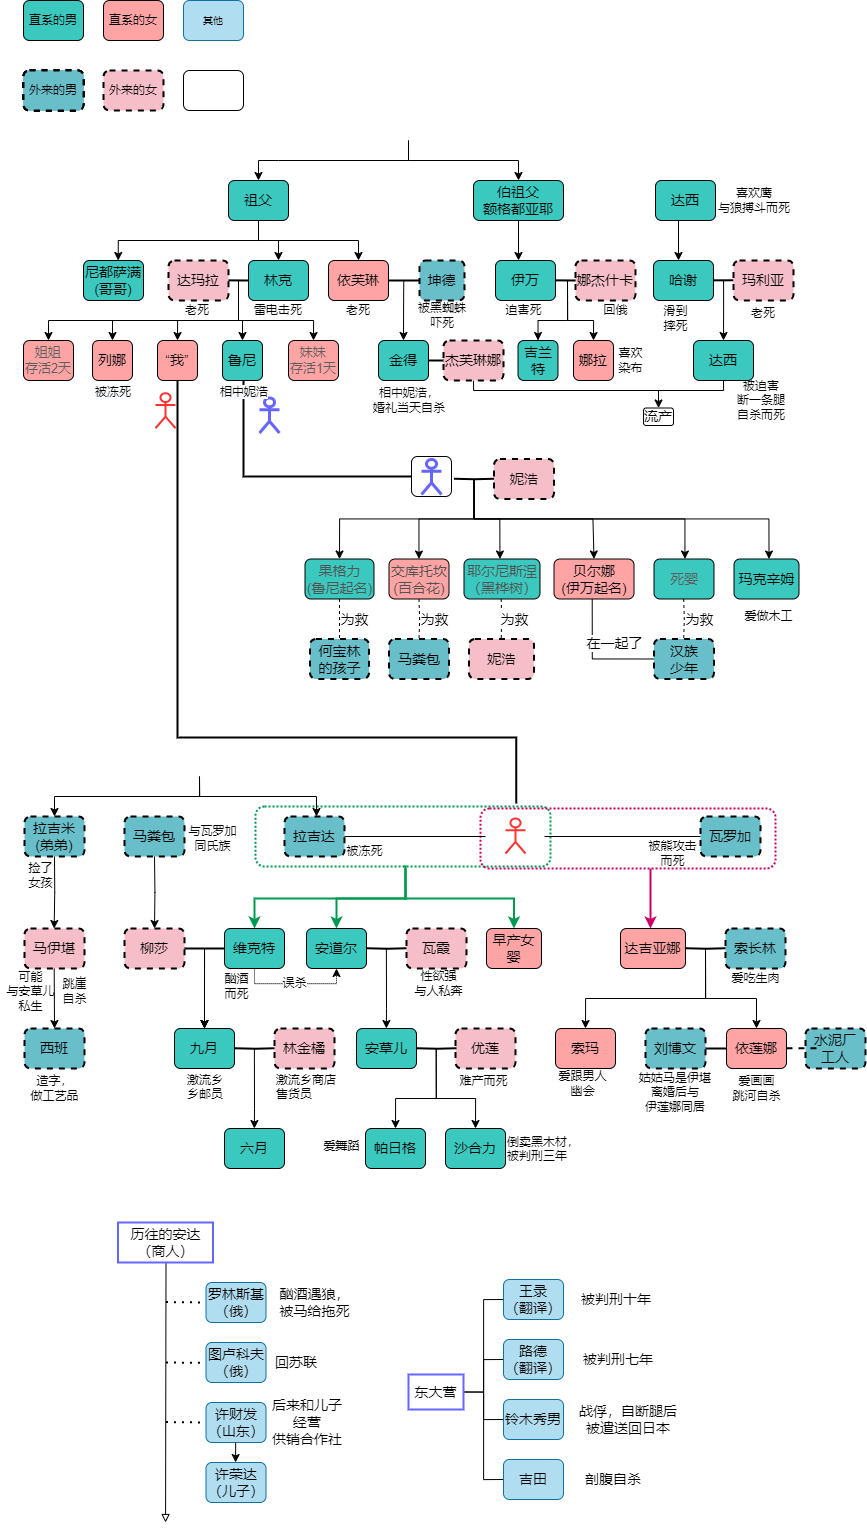 直系的男
直系的女
其他
外来的男
外来的女
祖父
伯祖父
额格都亚耶
达西
喜欢鹰
与狼搏斗而死
尼都萨满
(哥哥)
达玛拉
林克
依芙琳
坤德
伊万
娜杰什卡
哈谢
玛利亚
老死
雷电击死
老死
被黑蜘蛛
吓死
迫害死
回俄
滑到
摔死
老死
姐姐
存活2天
列娜
“我”
鲁尼
妹妹
存活1天
金得
杰芙琳娜
吉兰
特
娜拉
喜欢
染布
达西
被冻死
相中妮浩
相中妮浩，
婚礼当天自杀
被迫害
断一条腿
自杀而死
流产
妮浩
果格力
(鲁尼起名)
交库托坎
(百合花)
耶尔尼斯涅
（黑桦树）
贝尔娜
(伊万起名)
死婴
玛克辛姆
为救
为救
为救
为救
爱做木工
何宝林
的孩子
马粪包
妮浩
在一起了
汉族
少年
拉吉米
(弟弟)
马粪包
与瓦罗加
同氏族
拉吉达
被冻死
被熊攻击
而死
瓦罗加
捡了
女孩
马伊堪
柳莎
维克特
安道尔
瓦霞
早产女
婴
达吉亚娜
索长林
可能
与安草儿
私生
跳崖
自杀
酗酒
而死
误杀
性欲强
与人私奔
爱吃生肉
西班
九月
林金橘
安草儿
优莲
索玛
刘博文
依莲娜
水泥厂
工人
造字，
做工艺品
激流乡
乡邮员
激流乡商店
售货员
难产而死
爱跟男人
幽会
姑姑马是伊堪
离婚后与
伊莲娜同居
爱画画
跳河自杀
六月
爱舞蹈
帕日格
沙合力
倒卖黑木材，
被判刑三年
历往的安达
（商人）
罗林斯基
（俄）
酗酒遇狼，
被马给拖死
图卢科夫
（俄）
回苏联
许财发
（山东）
后来和儿子
经营
供销合作社
许荣达
（儿子）
东大营
王录
（翻译）
被判刑十年
路德
（翻译）
被判刑七年
铃木秀男
战俘，自断腿后
被遣送回日本
吉田
剖腹自杀